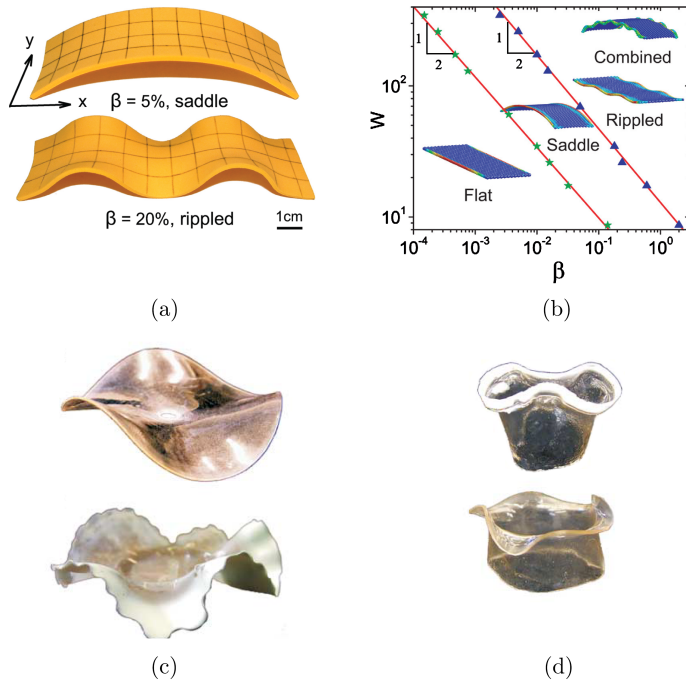 y
x
β = 5%, saddle
β = 20%, rippled
1cm
(a)
W
10²
10¹
1
2
1
2
Combined
Rippled
Saddle
Flat
10⁻⁴ 10⁻³ 10⁻² 10⁻¹ 10⁰
β
(b)
(c)
(d)